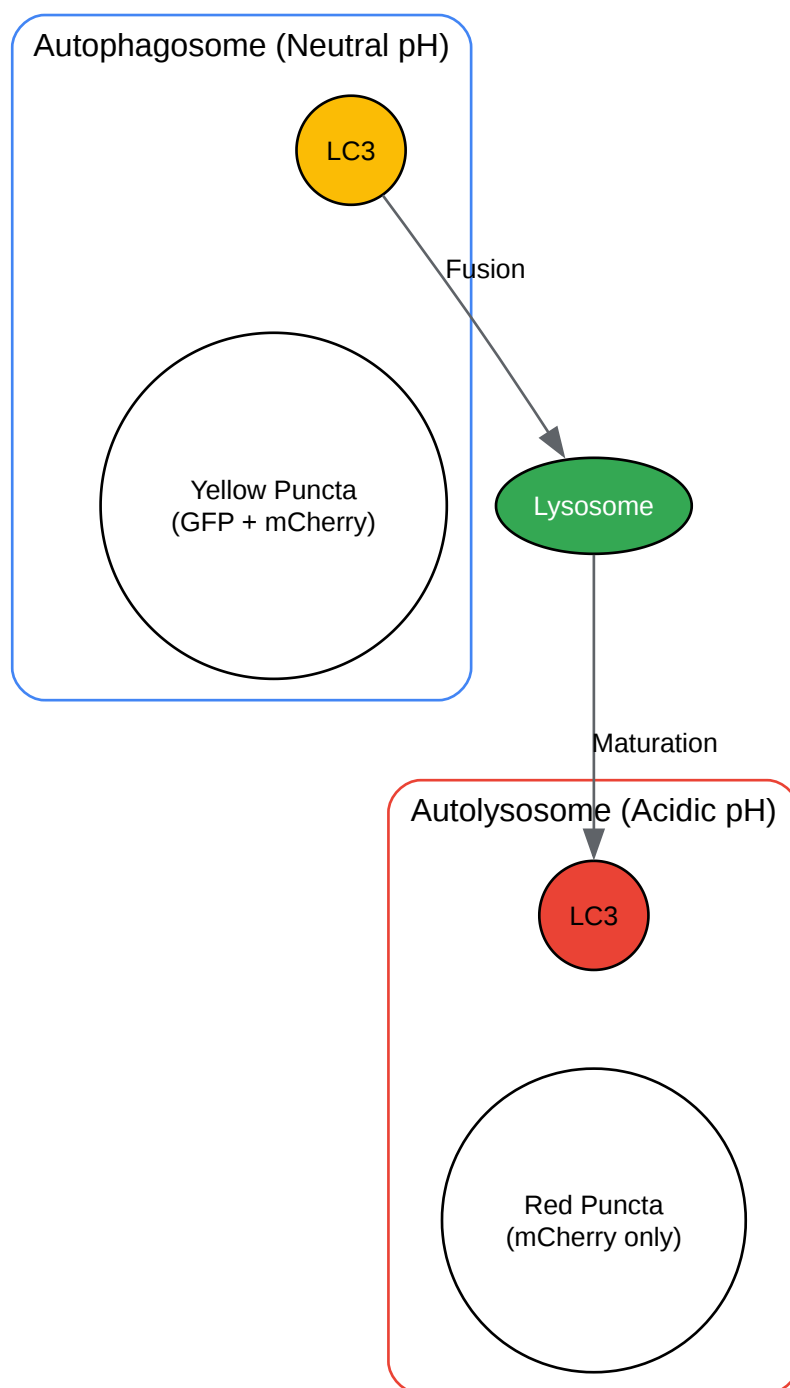 Autophagosome (Neutral pH)
LC3
Fusion
Yellow Puncta
(GFP + mCherry)
Lysosome
Maturation
Autolysosome (Acidic pH)
LC3
Red Puncta
(mCherry only)